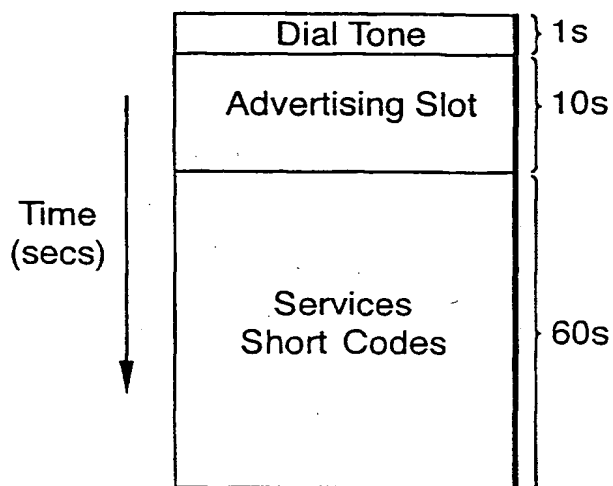 Dial Tone
1s
Advertising Slot
10s
Time
(secs)
Services
Short Codes
60s